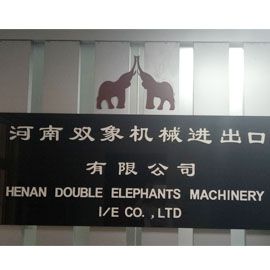 河南双象机械进出口
有限公司
HENAN DOUBLE ELEPHANTS MACHINERY
I/E CO. ,LTD